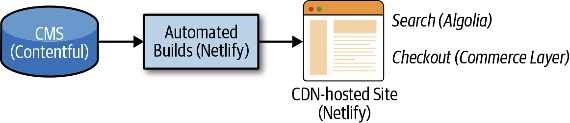 CMS
(Contentful)
Automated
Builds (Netlify)
Search (Algolia)
Checkout (Commerce Layer)
CDN-hosted Site
(Netlify)